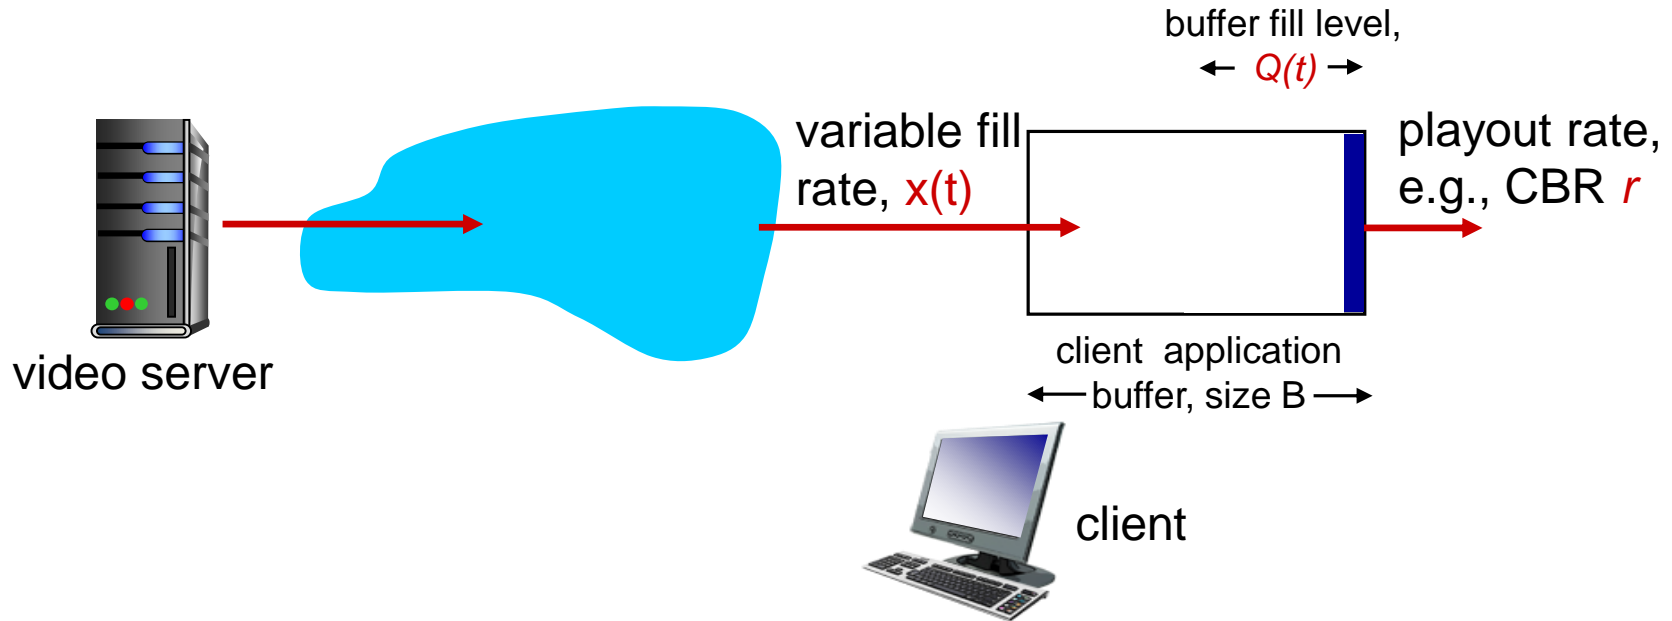 buffer fill level,
Q(t)
variable fill
rate, x(t)
playout rate,
e.g., CBR r
video server
client application
buffer, size B
client